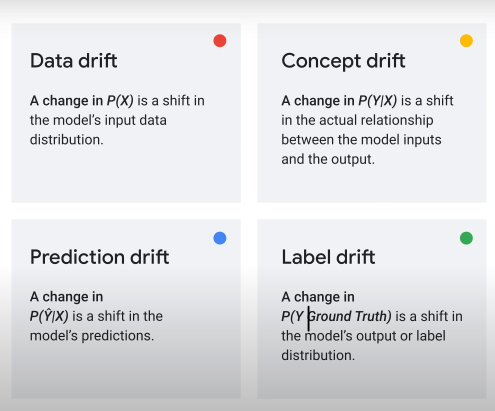 Data drift
A change in P(X) is a shift in
the model's input data
distribution.
Concept drift
A change in P(Y|X) is a shift
in the actual relationship
between the model inputs
and the output.
Prediction drift
A change in
P(Ŷ|X) is a shift in the
model's predictions.
Label drift
A change in
P(Y Ground Truth) is a shift in
the model's output or label
distribution.